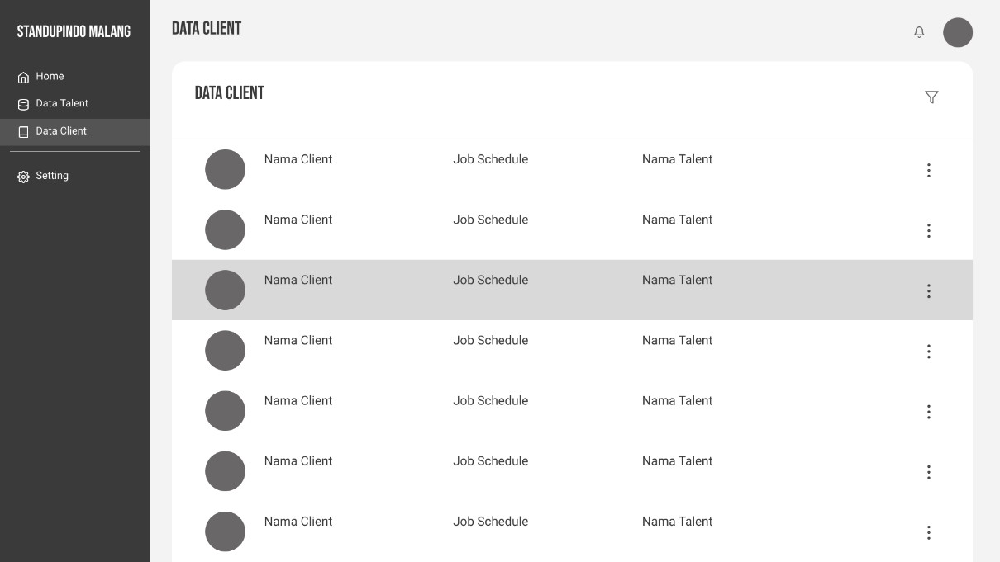 STANDUPINDO MALANG
Home
Data Talent
Data Client
Setting
DATA CLIENT
DATA CLIENT
Nama Client Job Schedule Nama Talent
Nama Client Job Schedule Nama Talent
Nama Client Job Schedule Nama Talent
Nama Client Job Schedule Nama Talent
Nama Client Job Schedule Nama Talent
Nama Client Job Schedule Nama Talent
Nama Client Job Schedule Nama Talent